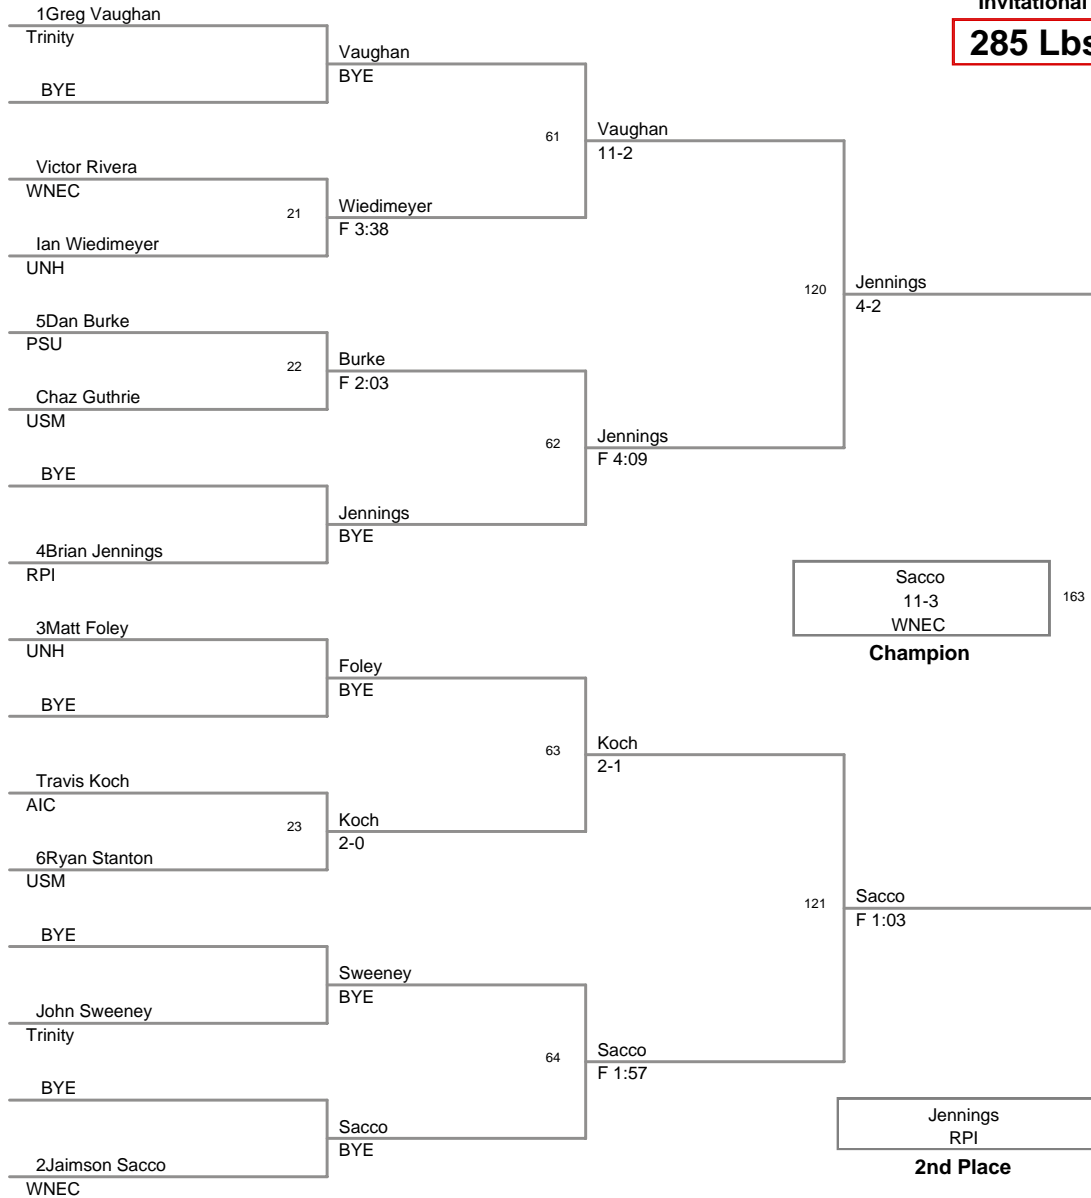 Invitational
285 Lbs
1Greg Vaughan
Trinity
BYE
Victor Rivera
WNEC
21
Ian Wiedimeyer
UNH
5Dan Burke
PSU
22
Chaz Guthrie
USM
BYE
4Brian Jennings
RPI
3Matt Foley
UNH
BYE
Travis Koch
AIC
23
6Ryan Stanton
USM
BYE
John Sweeney
Trinity
BYE
2Jaimson Sacco
WNEC
Vaughan
BYE
61
Wiedimeyer
F 3:38
Burke
F 2:03
62
Jennings
BYE
Foley
BYE
63
Koch
2-0
Sweeney
BYE
64
Sacco
BYE
Vaughan
11-2
120
Jennings
F 4:09
Koch
2-1
121
Sacco
F 1:57
Jennings
4-2
Sacco
11-3
WNEC
163
Champion
Sacco
F 1:03
Jennings
RPI
2nd Place